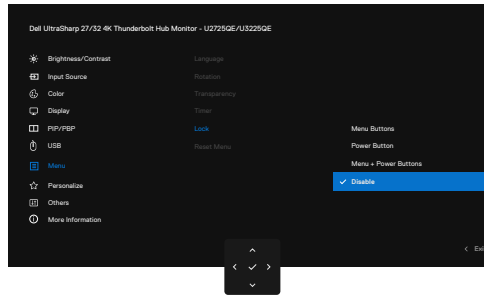 Dell UltraSharp 27/32 4K Thunderbolt Hub Monitor - U2725QE/U3225QE
Brightness/Contrast
Language
Input Source
Rotation
Color
Transparency
Display
Timer
PIP/PBP
Lock
Menu Buttons
USB
Reset Menu
Power Button
Menu
Menu + Power Buttons
Personalize
Disable
Others
More Information